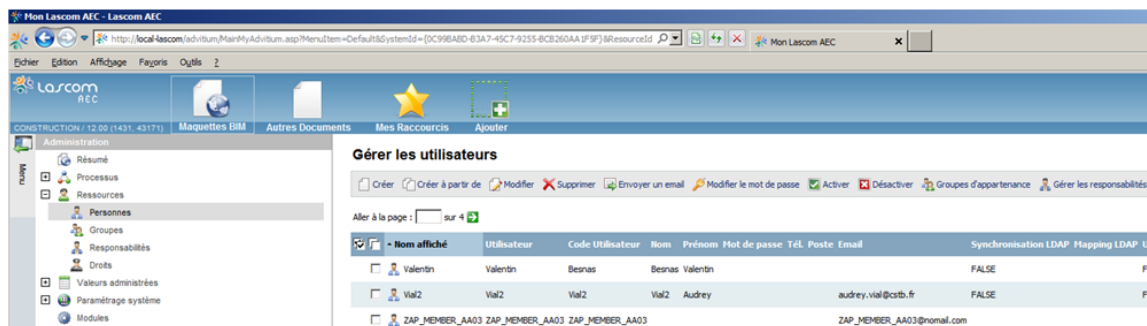 Mon Lascom AEC - Lascom AEC
http://local-lascom/advitium/MainMyAdvitium.asp?MenuItem=Default&SystemId={0C99BABD-B3A7-45C7-9255-BCB260AA1F5F}&ResourceId
Mon Lascom AEC
Fichier Edition Affichage Favoris Outils ?
Lascom
AEC
CONSTRUCTION / 12.00 (1431, 43171) Maquettes BIM Autres Documents Mes Raccourcis Ajouter
Menu
Administration
Résumé
Processus
Ressources
Personnes
Groupes
Responsabilités
Droits
Valeurs administrées
Paramétrage système
Modules
Gérer les utilisateurs
Créer Créer à partir de Modifier Supprimer Envoyer un email Modifier le mot de passe Activer Désactiver Groupes d'appartenance Gérer les responsabilités
Aller à la page : sur 4
Nom affiché Utilisateur Code Utilisateur Nom Prénom Mot de passe Tél. Poste Email Synchronisation LDAP Mapping LDAP U
Valentin Valentin Besnas Besnas Valentin FALSE F
Vial2 Vial2 Vial2 Vial2 Audrey audrey.vial@cstb.fr FALSE F
ZAP_MEMBER_AA03 ZAP_MEMBER_AA03 ZAP_MEMBER_AA03 ZAP_MEMBER_AA03@nomail.com